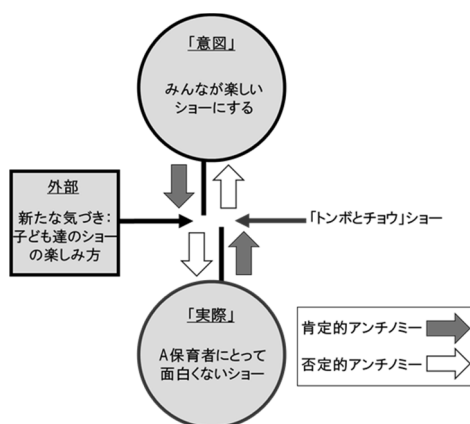 「意図」
みんなが楽しい
ショーにする
外部
新たな気づき：
子ども達のショー
の楽しみ方
「トンボとチョウ」ショー
「実際」
A保育者にとって
面白くないショー
肯定的アンチノミー
否定的アンチノミー